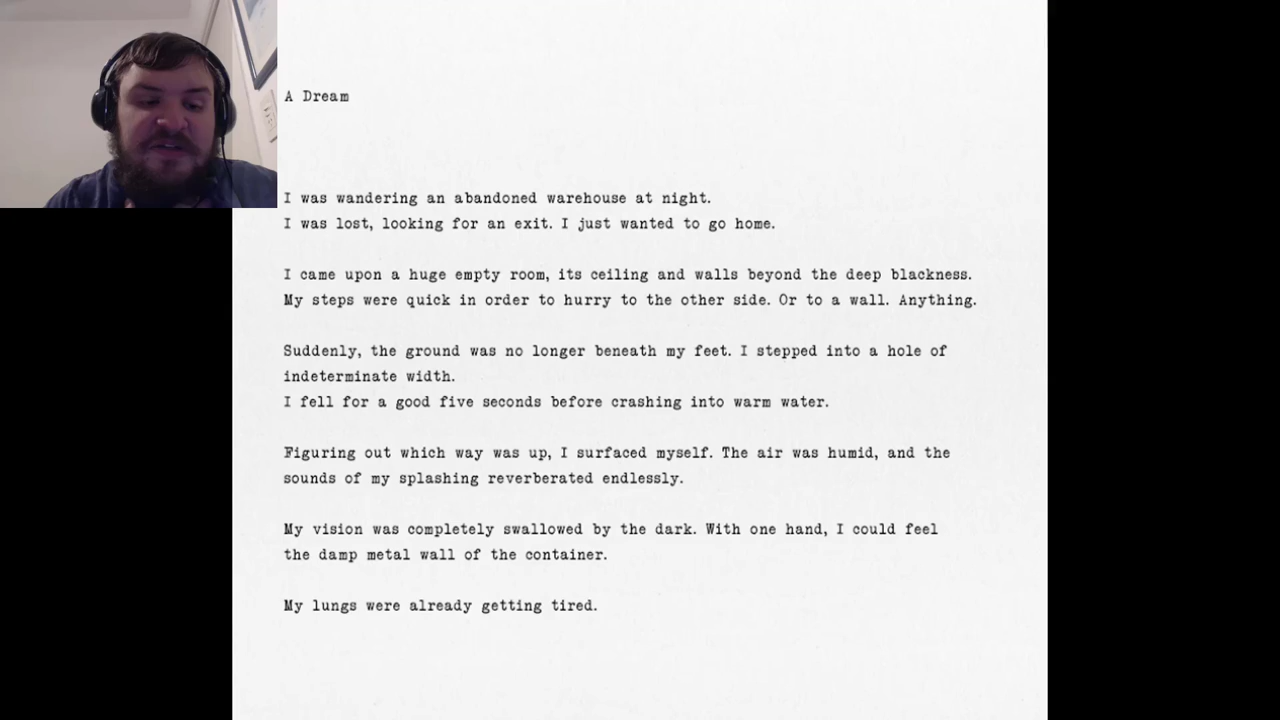 A Dream
I was wandering an abandoned warehouse at night.
I was lost, looking for an exit. I just wanted to go home.
I came upon a huge empty room, its ceiling and walls beyond the deep blackness.
My steps were quick in order to hurry to the other side. Or to a wall. Anything.
Suddenly, the ground was no longer beneath my feet. I stepped into a hole of
indeterminate width.
I fell for a good five seconds before crashing into warm water.
Figuring out which way was up, I surfaced myself. The air was humid, and the
sounds of my splashing reverberated endlessly.
My vision was completely swallowed by the dark. With one hand, I could feel
the damp metal wall of the container.
My lungs were already getting tired.